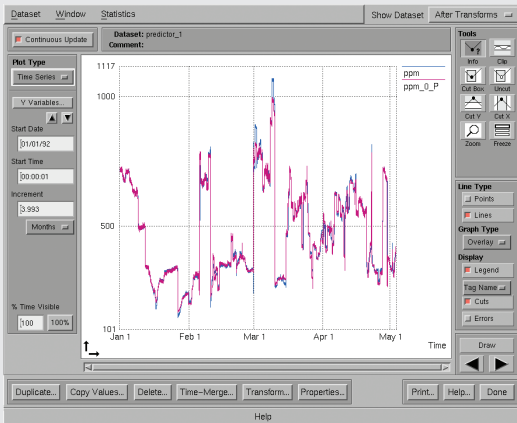 Dataset Window Statistics Show Dataset After Transforms
Continuous Update
Dataset: predictor_1
Comment:
Plot Type
Time Series
Y Variables...
Start Date
01/01/92
Start Time
00:00:01
Increment
3.993
Months
% Time Visible
100 100%
1117
1000
500
101
Jan 1 Feb 1 Mar 1 Apr 1 May 1
Time
ppm
ppm_0_P
Tools
? 
Info Clip
Cut Box Uncut
Cut Y Cut X
Zoom Freeze
Line Type
Points
Lines
Graph Type
Overlay
Display
Legend
Tag Name
Cuts
Errors
Draw
Duplicate... Copy Values... Delete... Time-Merge... Transform... Properties... Print... Help... Done
Help